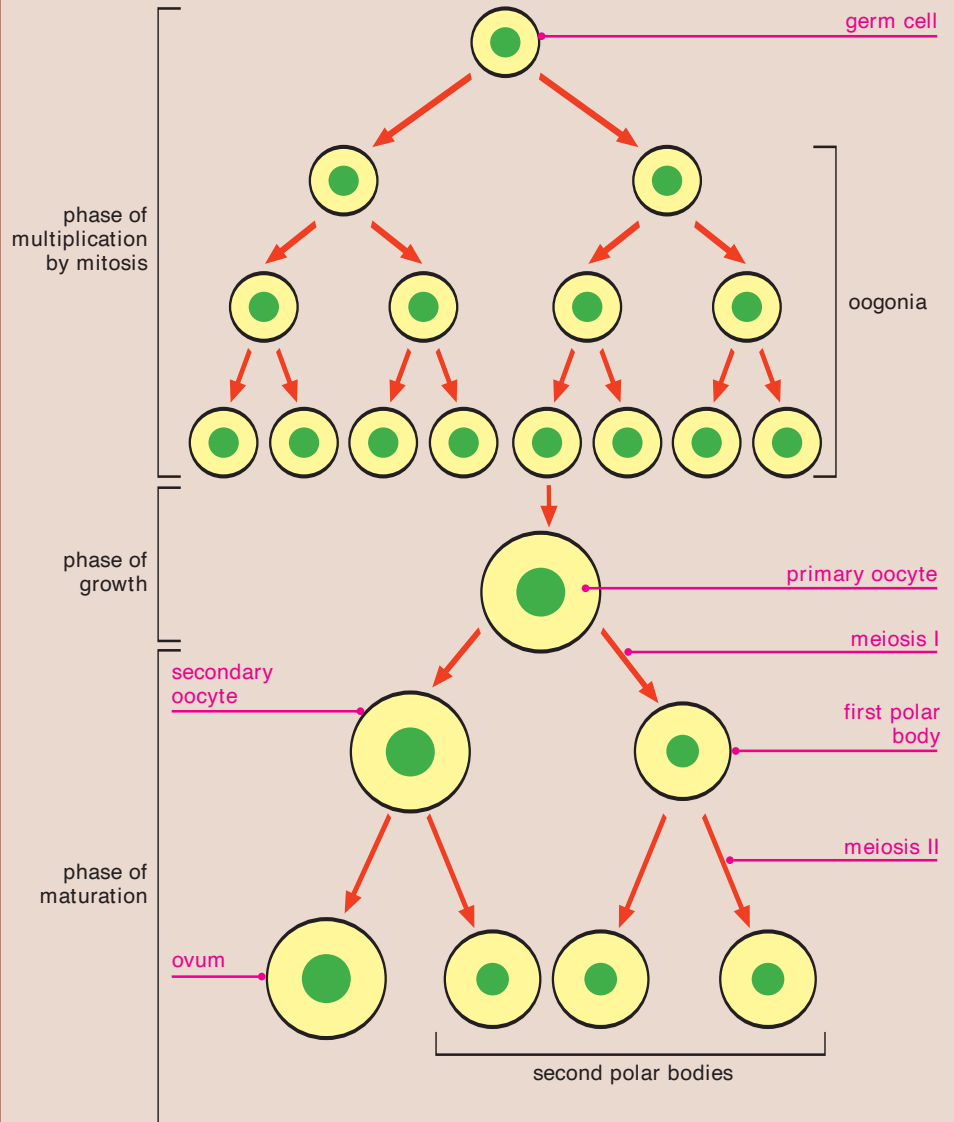 germ cell
phase of
multiplication
by mitosis
oogonia
phase of
growth
primary oocyte
meiosis I
secondary
oocyte
first polar
body
meiosis II
phase of
maturation
ovum
second polar bodies